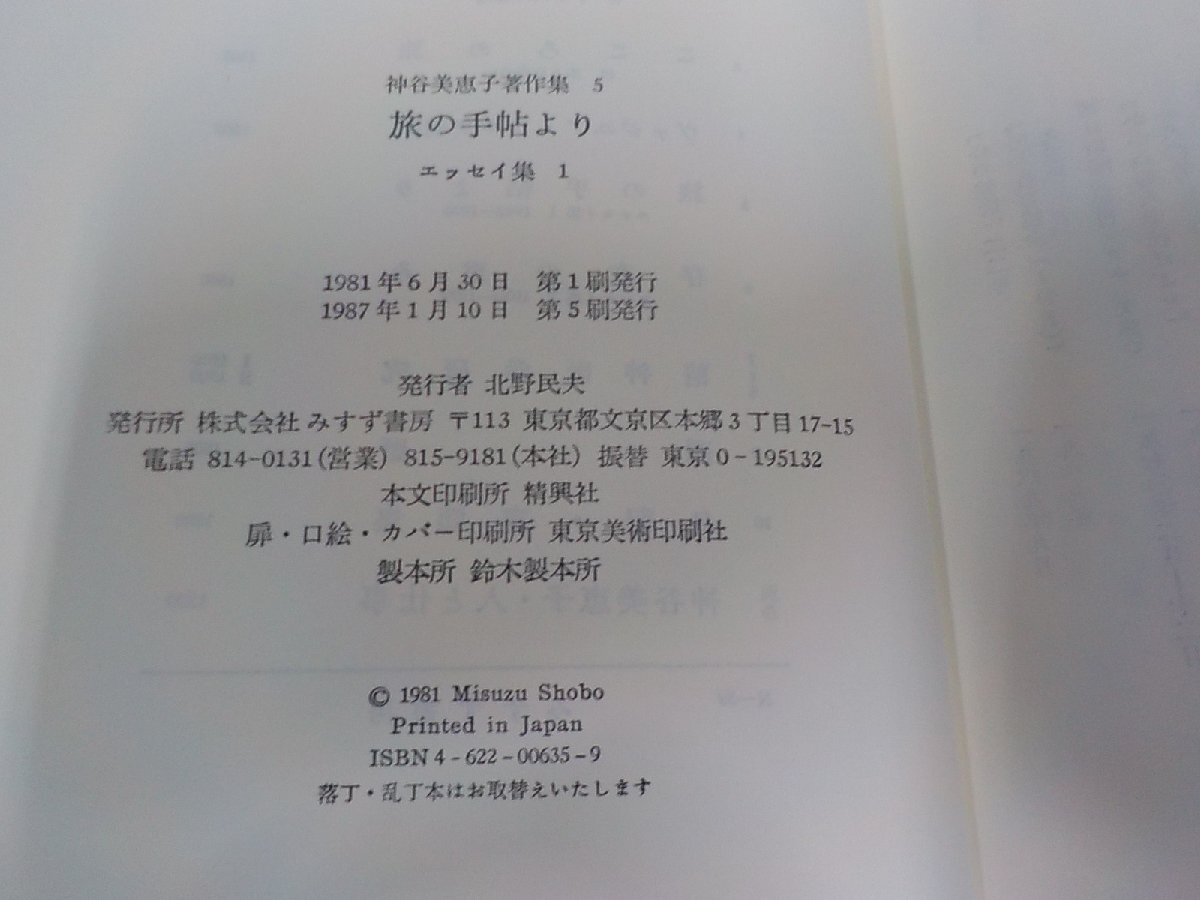 神谷美恵子著作集 5
旅の手帖より
エッセイ集 1
1981年6月30日 第1刷発行
1987年1月10日 第5刷発行
発行者 北野民夫
発行所 株式会社 みすず書房 〒113 東京都文京区本郷3丁目17-15
電話 814-0131(営業) 815-9181(本社) 振替 東京0-195132
本文印刷所 精興社
扉・口絵・カバー印刷所 東京美術印刷社
製本所 鈴木製本所
© 1981 Misuzu Shobo
Printed in Japan
ISBN4-622-00635-9
落丁・乱丁本はお取替えいたします